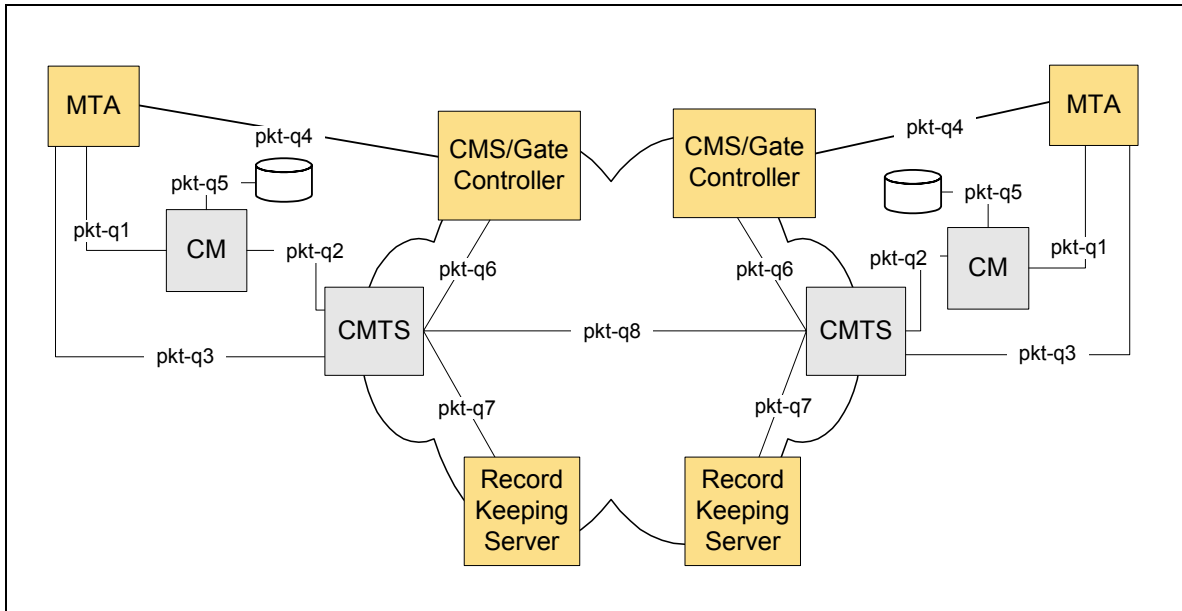 MTA
MTA
pkt-q4
pkt-q4
CMS/Gate
Controller
CMS/Gate
Controller
pkt-q5
pkt-q5
pkt-q1
CM
pkt-q2
pkt-q6
pkt-q6
pkt-q2
CM
pkt-q1
CMTS
pkt-q8
CMTS
pkt-q3
pkt-q3
pkt-q7
pkt-q7
Record
Keeping
Server
Record
Keeping
Server